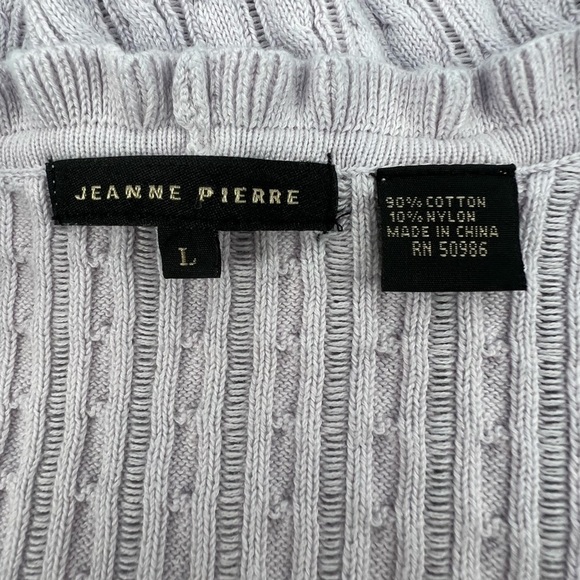 JEANNE PIERRE
L
90% COTTON
10% NYLON
MADE IN CHINA
RN 50986